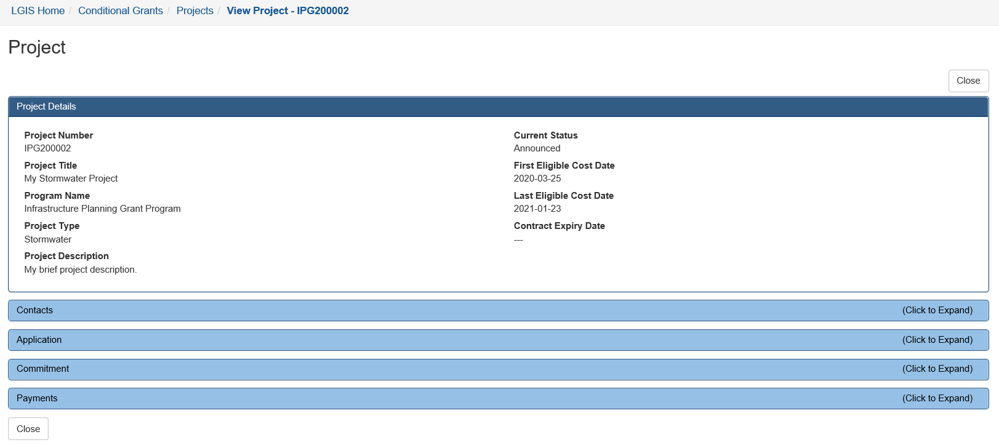 LGIS Home / Conditional Grants / Projects / View Project - IPG200002
Project
Close
Project Details
Project Number
IPG200002
Project Title
My Stormwater Project
Program Name
Infrastructure Planning Grant Program
Project Type
Stormwater
Project Description
My brief project description.
Current Status
Announced
First Eligible Cost Date
2020-03-25
Last Eligible Cost Date
2021-01-23
Contract Expiry Date
---
Contacts (Click to Expand)
Application (Click to Expand)
Commitment (Click to Expand)
Payments (Click to Expand)
Close